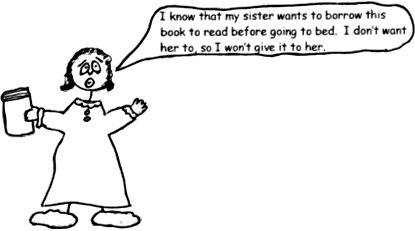 I know that my sister wants to borrow this
book to read before going to bed.  I don't want
her to, so I won't give it to her.